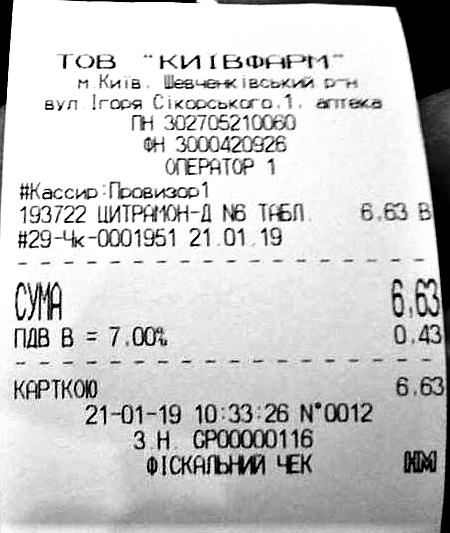 ТОВ "КИЇВФАРМ"
м.Київ, Шевченківський р-н
вул.Ігоря Сікорського,1, аптека
ПН 302705210060
ФН 3000420926
ОПЕРАТОР 1
#Кассир:Провизор1
193722 ЦИТРАМОН-Д N6 ТАБЛ. 6.63 В
#29-Чк-0001951 21.01.19
СУМА 6,63
ПДВ В = 7.00% 0.43
КАРТКОЮ 6.63
21-01-19 10:33:26 N°0012
З.Н. СР00000116
ФІСКАЛЬНИЙ ЧЕК НМ